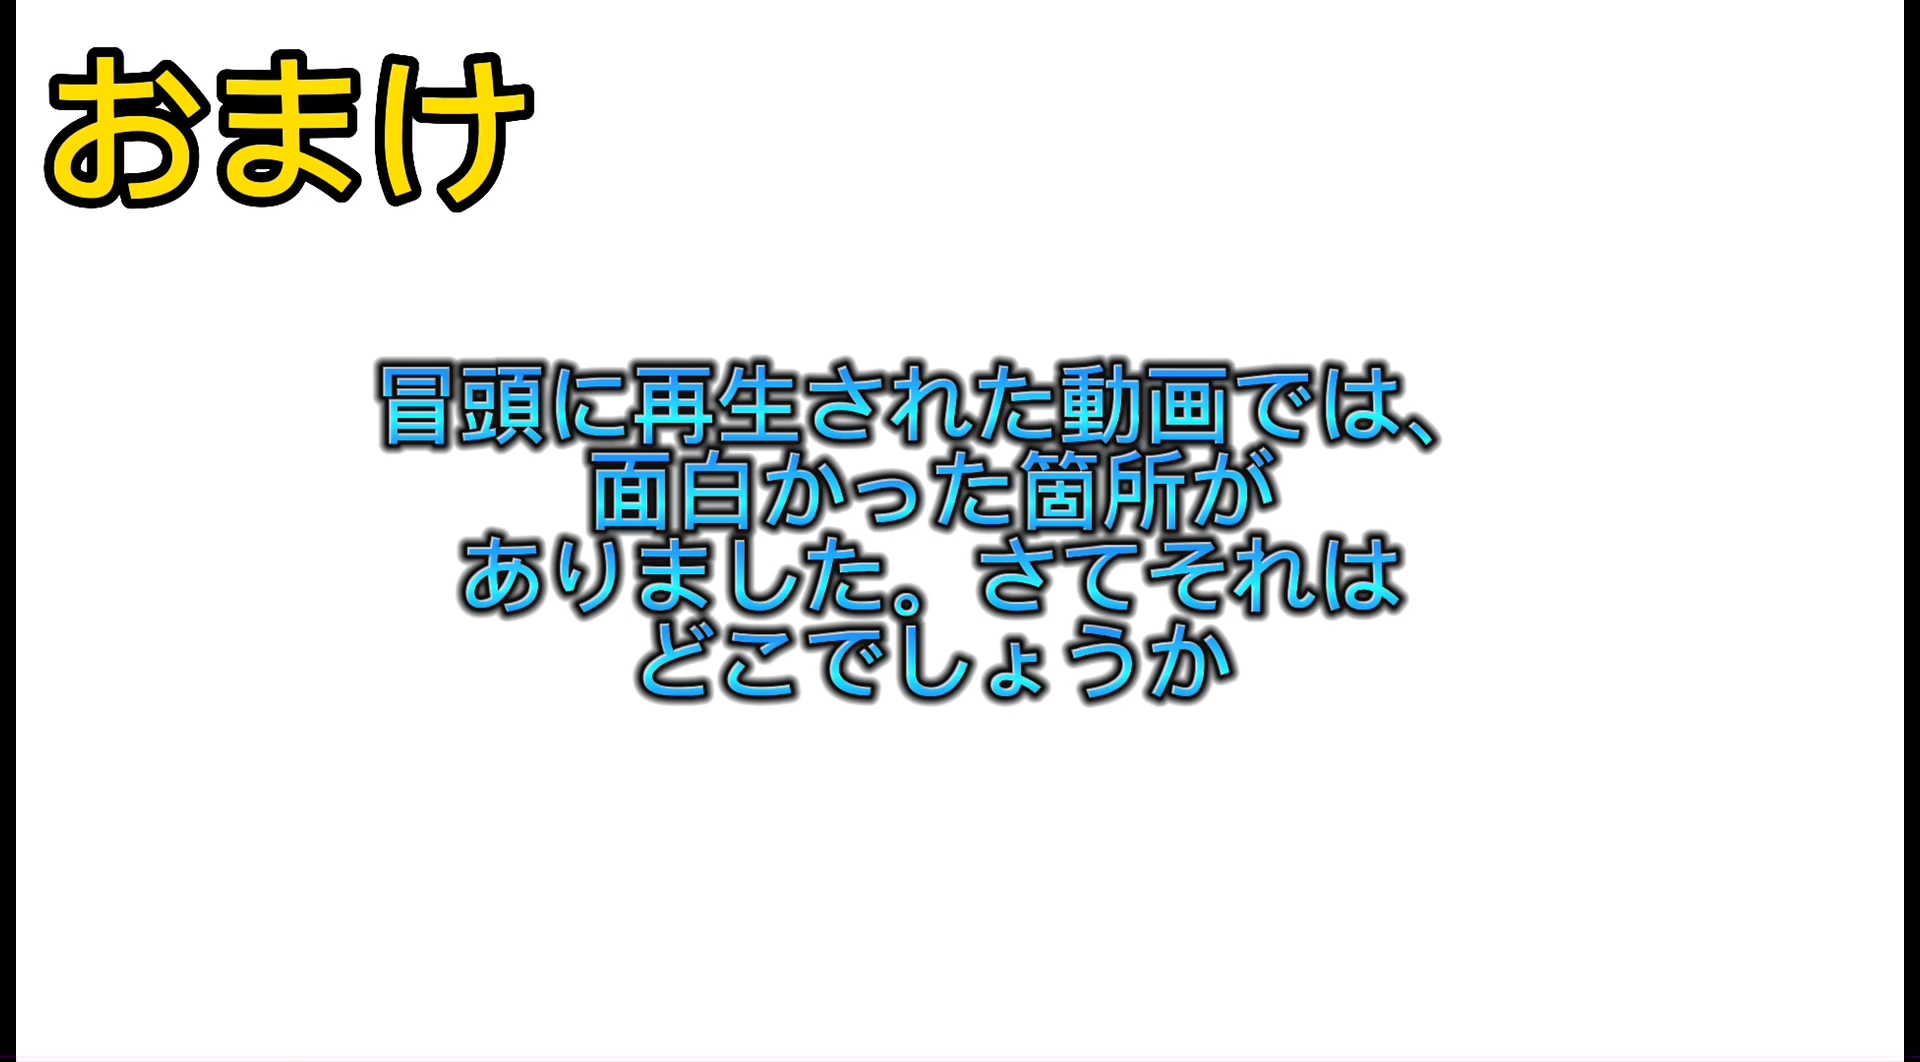 おまけ
冒頭に再生された動画では、
面白かった箇所が
ありました。さてそれは
どこでしょうか